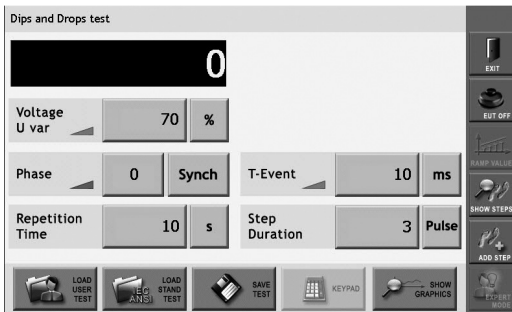 Dips and Drops test
0
EXIT
EUT OFF
Voltage
U var
70
%
RAMP VALUE
Phase
0
Synch
T-Event
10
ms
SHOW STEPS
Repetition
Time
10
s
Step
Duration
3
Pulse
ADD STEP
LOAD
USER
TEST
IEC
ANSI
LOAD
STAND
TEST
SAVE
TEST
KEYPAD
SHOW
GRAPHICS
EXPERT
MODE